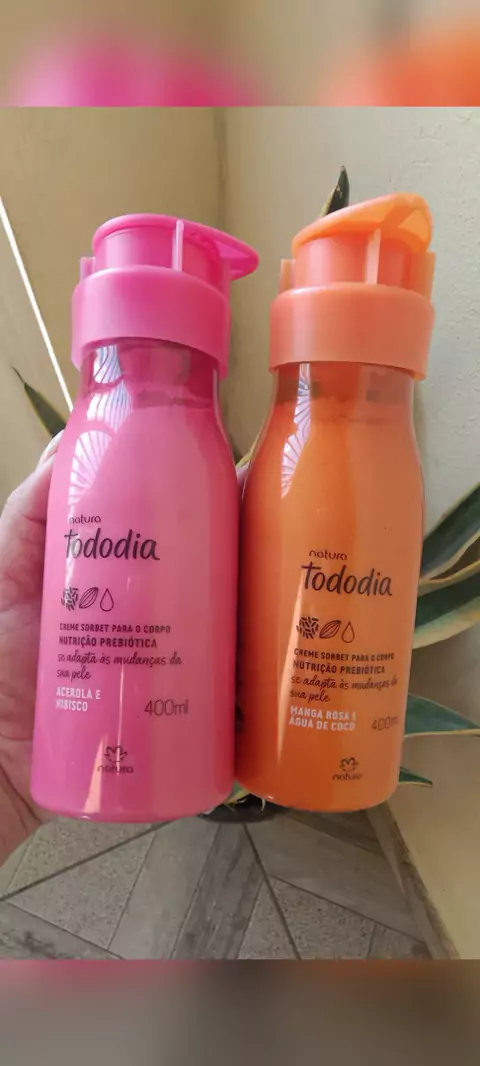 natura
Tododia
CREME SORBET PARA O CORPO
NUTRIÇÃO PREBIÓTICA
se adapta às mudanças da
sua pele
ACEROLA E
HIBISCO
400ml
natura
natura
Tododia
CREME SORBET PARA O CORPO
NUTRIÇÃO PREBIÓTICA
se adapta às mudanças da
sua pele
MANGA ROSA E
ÁGUA DE COCO
400ml
natura